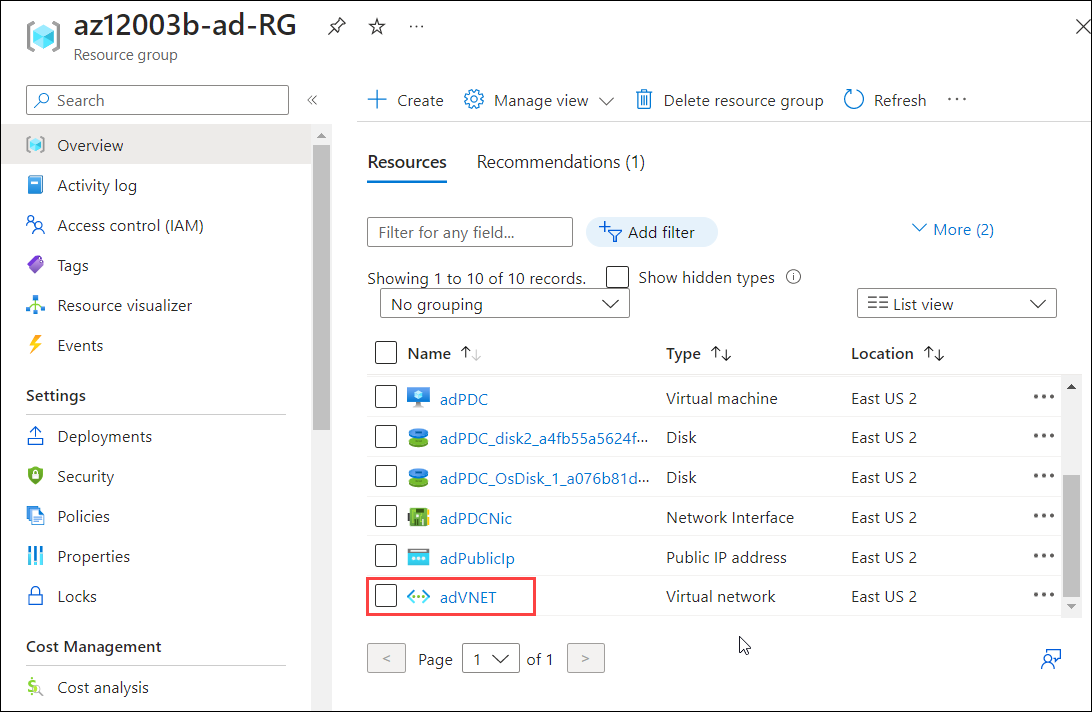 az12003b-ad-RG
Resource group
Search
Overview
Activity log
Access control (IAM)
Tags
Resource visualizer
Events
Settings
Deployments
Security
Policies
Properties
Locks
Cost Management
Cost analysis
Create Manage view Delete resource group Refresh
Resources Recommendations (1)
Filter for any field... Add filter More (2)
Showing 1 to 10 of 10 records. Show hidden types
No grouping List view
Name Type Location
adPDC Virtual machine East US 2
adPDC_disk2_a4fb55a5624f... Disk East US 2
adPDC_OsDisk_1_a076b81d... Disk East US 2
adPDCNic Network Interface East US 2
adPublicIp Public IP address East US 2
adVNET Virtual network East US 2
< Page 1 of 1 >